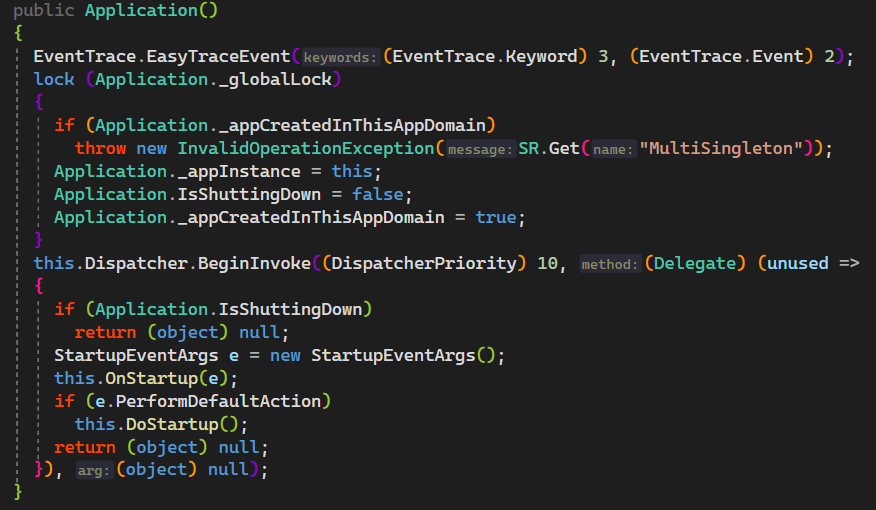 public Application()
{
  EventTrace.EasyTraceEvent(keywords: (EventTrace.Keyword) 3, (EventTrace.Event) 2);
  lock (Application._globalLock)
  {
    if (Application._appCreatedInThisAppDomain)
      throw new InvalidOperationException(message: SR.Get(name: "MultiSingleton"));
    Application._appInstance = this;
    Application.IsShuttingDown = false;
    Application._appCreatedInThisAppDomain = true;
  }
  this.Dispatcher.BeginInvoke((DispatcherPriority) 10, method: (Delegate) (unused =>
  {
    if (Application.IsShuttingDown)
      return (object) null;
    StartupEventArgs e = new StartupEventArgs();
    this.OnStartup(e);
    if (e.PerformDefaultAction)
      this.DoStartup();
    return (object) null;
  }), arg: (object) null);
}